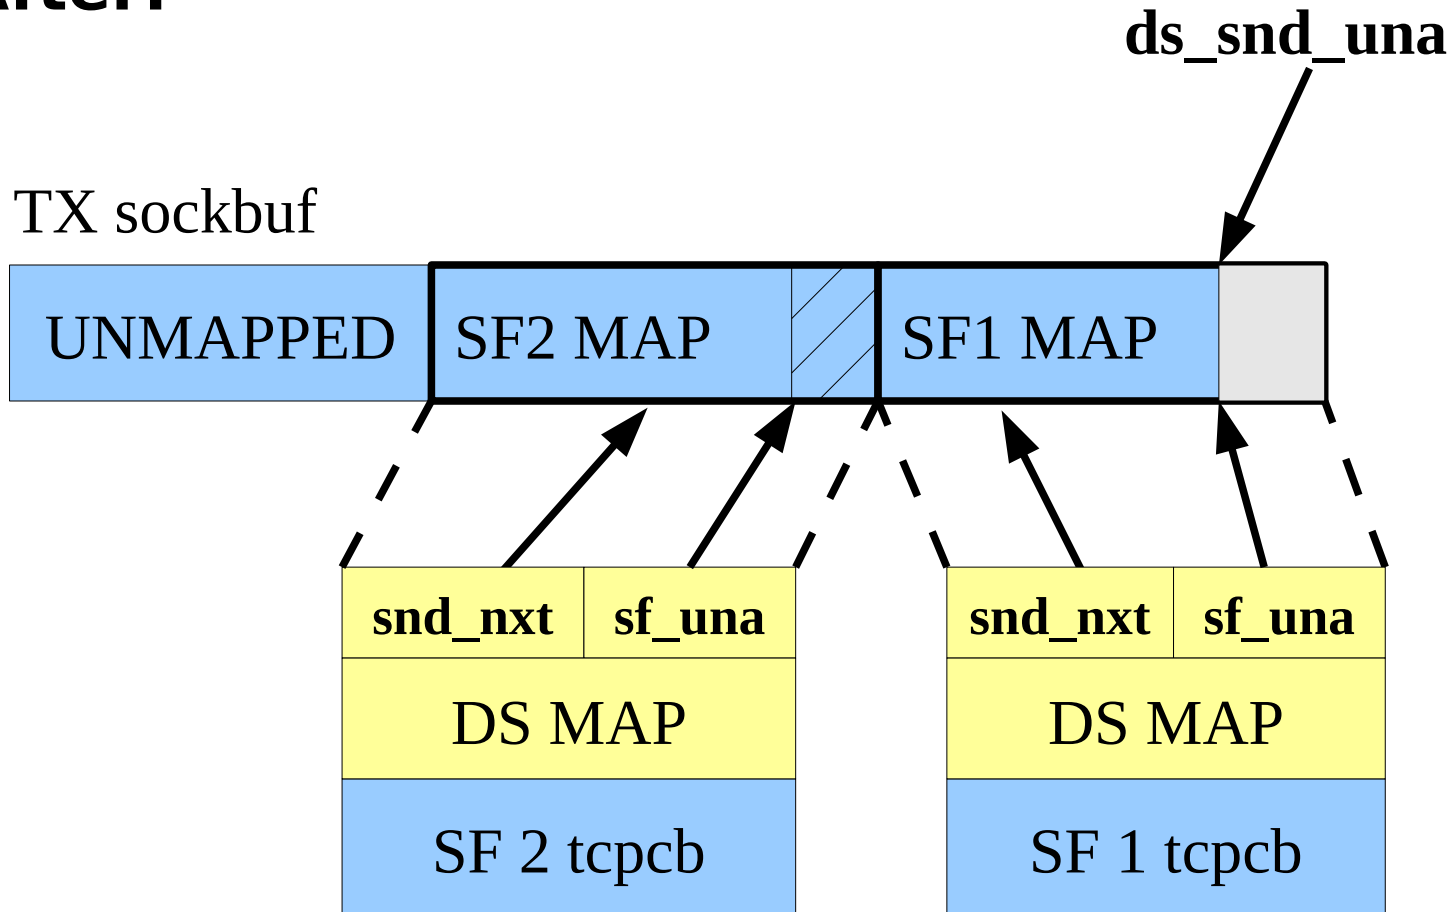 ds_snd_una
TX sockbuf
UNMAPPED SF2 MAP SF1 MAP
snd_nxt sf_una snd_nxt sf_una
DS MAP DS MAP
SF 2 tcpcb SF 1 tcpcb